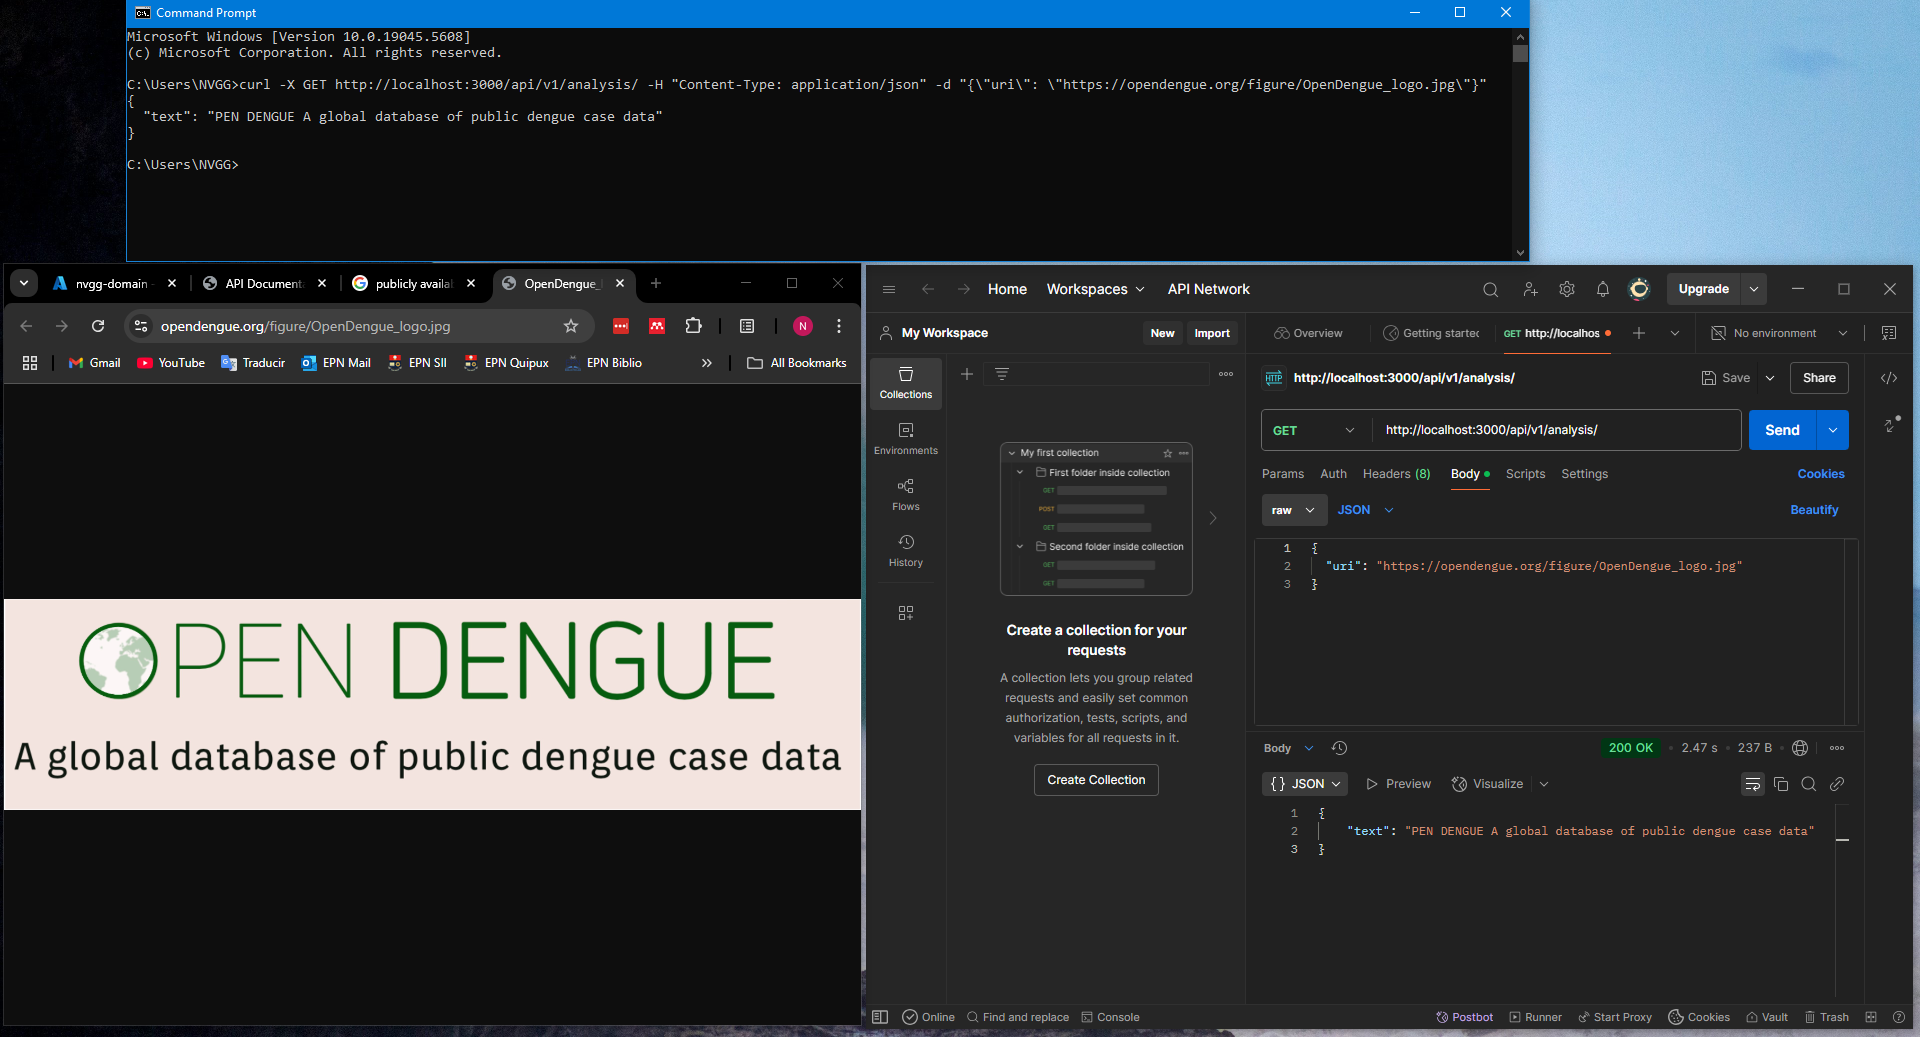 Command Prompt
Microsoft Windows [Version 10.0.19045.5608]
(c) Microsoft Corporation. All rights reserved.
C:\Users\NVGG>curl -X GET http://localhost:3000/api/v1/analysis/ -H "Content-Type: application/json" -d "{\"uri\": \"https://opendengue.org/figure/OpenDengue_logo.jpg\"}"
{
"text": "PEN DENGUE A global database of public dengue case data"
}
C:\Users\NVGG>
nvgg-domain
API Document
publicly availa
OpenDengue_
opendengue.org/figure/OpenDengue_logo.jpg
N
Gmail
YouTube
Traducir
EPN Mail
EPN SII
EPN Quipux
EPN Biblio
All Bookmarks
PEN DENGUE
A global database of public dengue case data
Home
Workspaces
API Network
Upgrade
My Workspace
New
Import
Overview
Getting started
GET http://localhos
No environment
Collections
Environments
Flows
History
My first collection
First folder inside collection
GET
POST
GET
Second folder inside collection
GET
GET
Create a collection for your
requests
A collection lets you group related
requests and easily set common
authorization, tests, scripts, and
variables for all requests in it.
Create Collection
HTTP http://localhost:3000/api/v1/analysis/
Save
Share
GET
http://localhost:3000/api/v1/analysis/
Send
Params
Auth
Headers (8)
Body
Scripts
Settings
Cookies
raw
JSON
Beautify
1 {
2 "uri": "https://opendengue.org/figure/OpenDengue_logo.jpg"
3 }
Body
200 OK
2.47 s
237 B
{} JSON
Preview
Visualize
1 {
2 "text": "PEN DENGUE A global database of public dengue case data"
3 }
Online
Find and replace
Console
Postbot
Runner
Start Proxy
Cookies
Vault
Trash